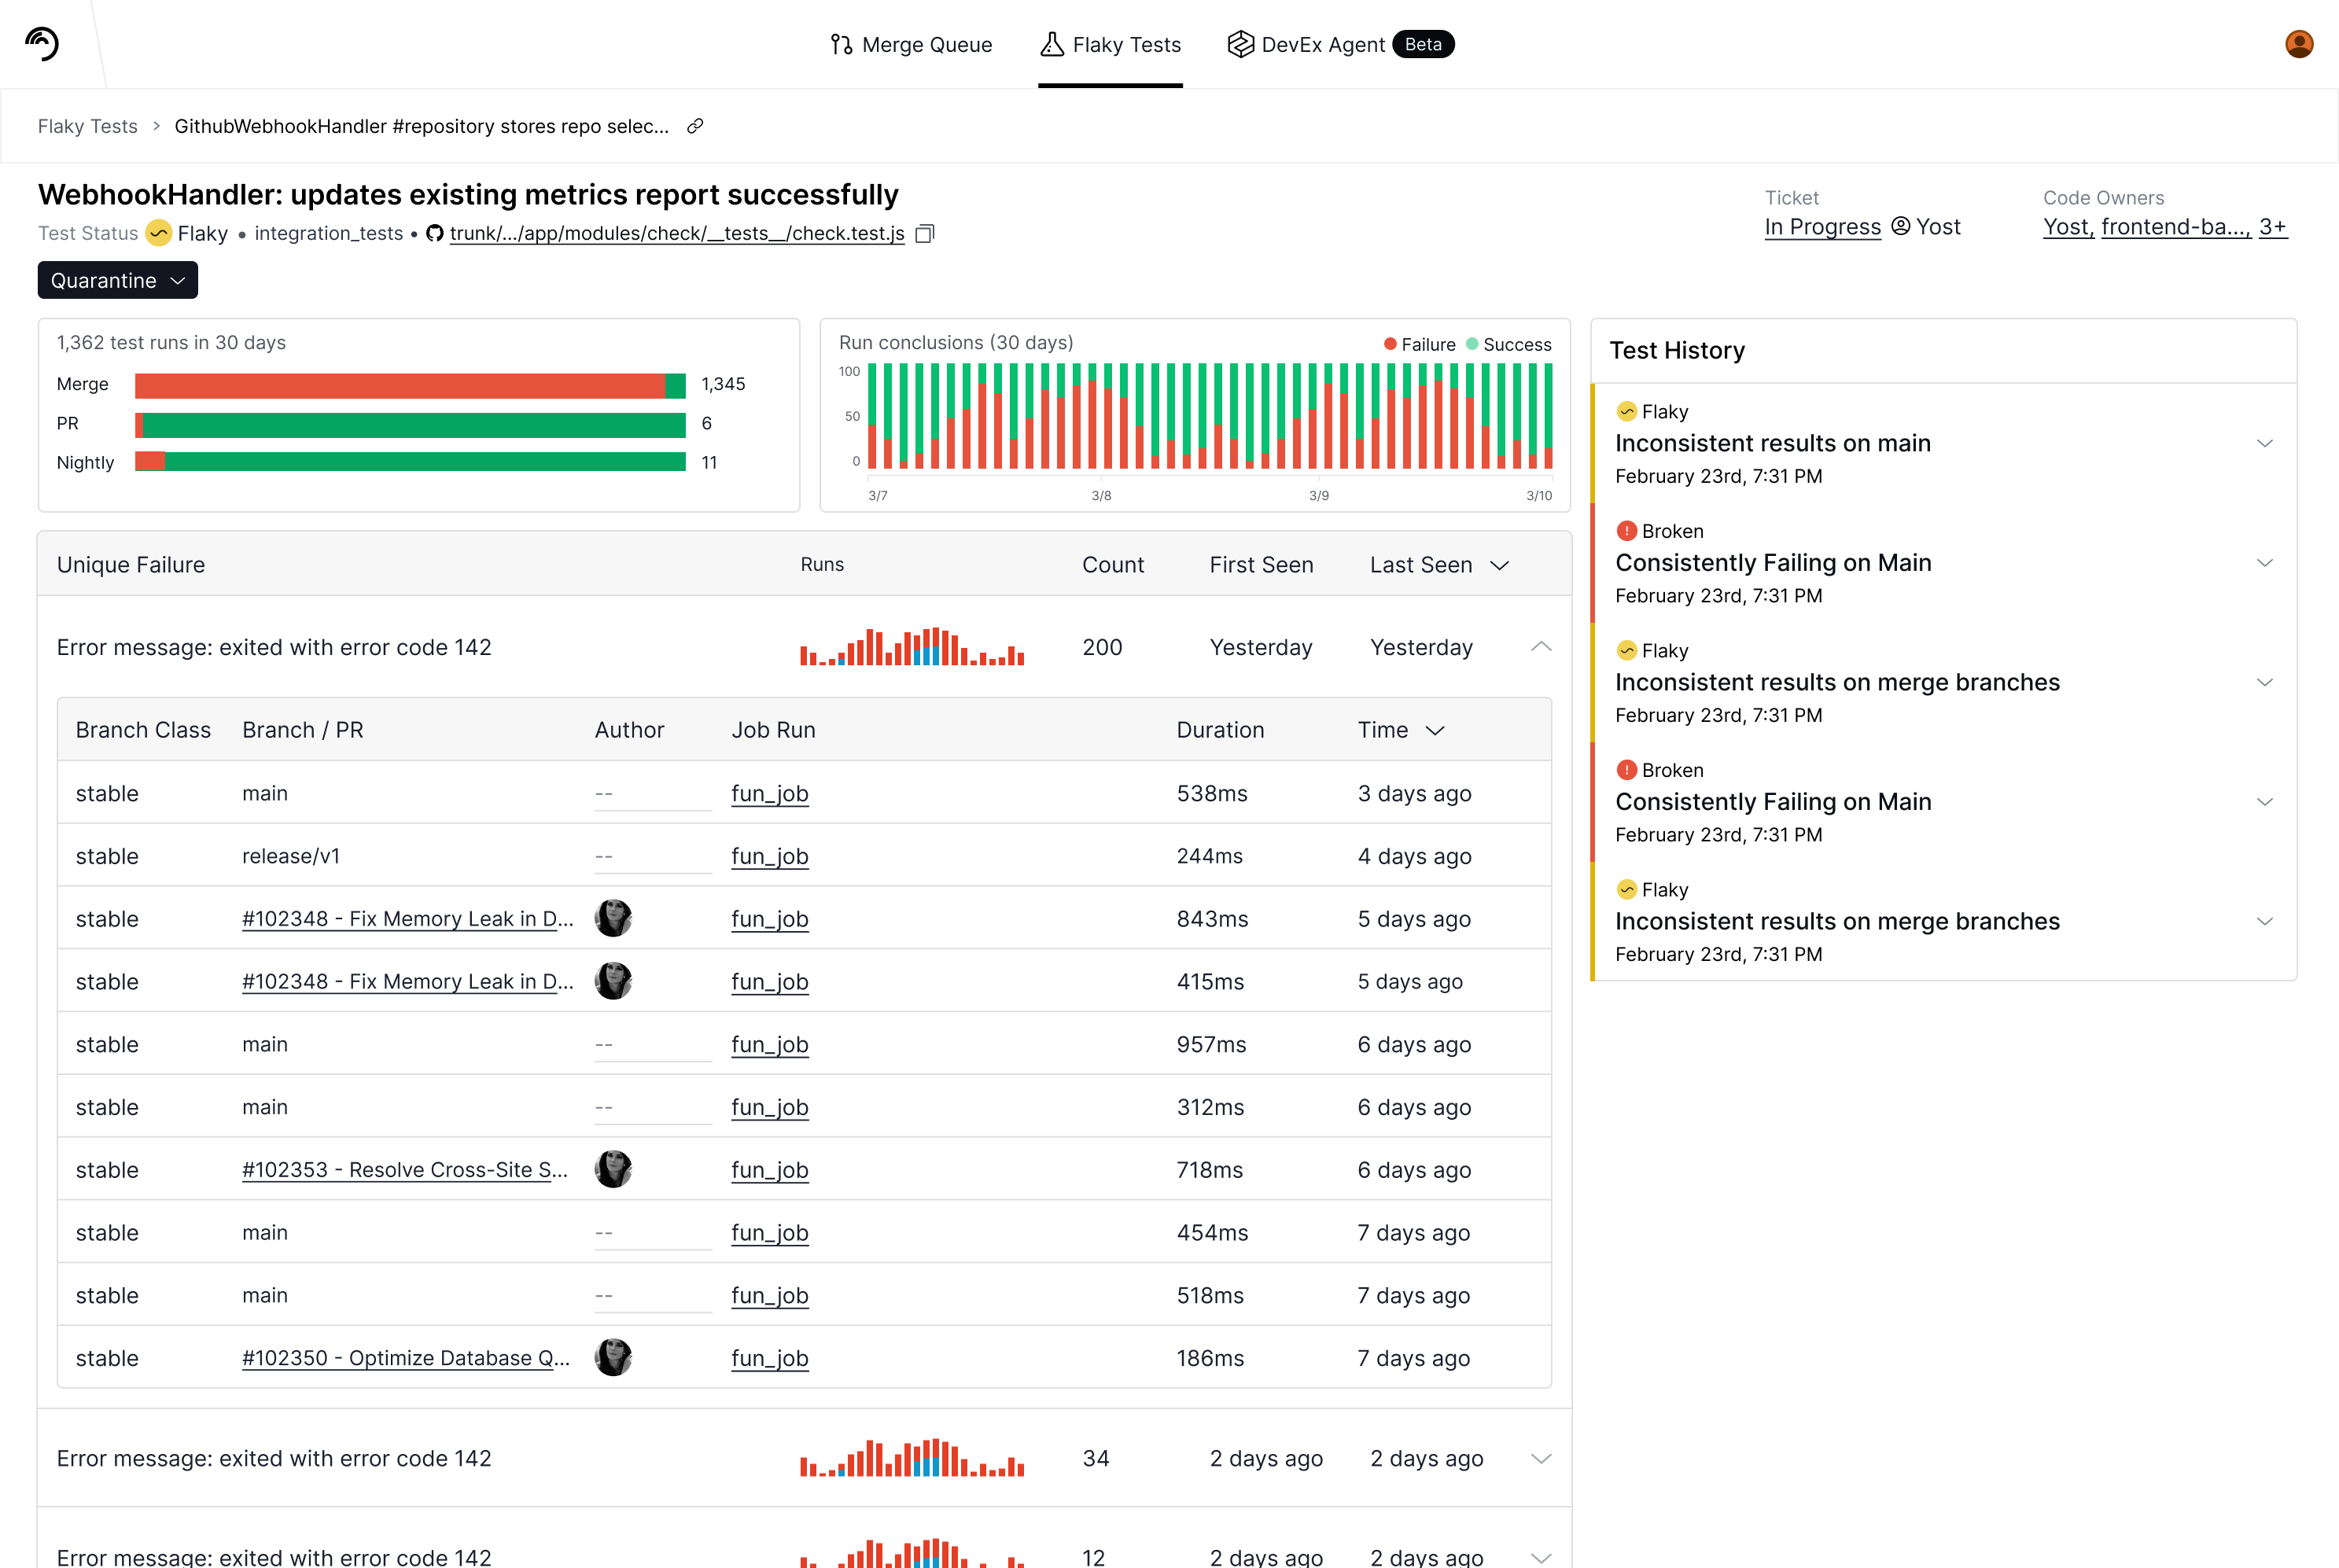 Merge Queue
Flaky Tests
DevEx Agent Beta
Flaky Tests > GithubWebhookHandler #repository stores repo selec...
WebhookHandler: updates existing metrics report successfully
Test Status Flaky • integration_tests • trunk/.../app/modules/check/__tests__/check.test.js
Ticket
In Progress Yost
Code Owners
Yost, frontend-ba..., 3+
Quarantine
1,362 test runs in 30 days
Merge 1,345
PR 6
Nightly 11
Run conclusions (30 days)
Failure Success
100
50
0
3/7 3/8 3/9 3/10
Unique Failure Runs Count First Seen Last Seen
Error message: exited with error code 142 200 Yesterday Yesterday
Branch Class Branch / PR Author Job Run Duration Time
stable main -- fun_job 538ms 3 days ago
stable release/v1 -- fun_job 244ms 4 days ago
stable #102348 - Fix Memory Leak in D... fun_job 843ms 5 days ago
stable #102348 - Fix Memory Leak in D... fun_job 415ms 5 days ago
stable main -- fun_job 957ms 6 days ago
stable main -- fun_job 312ms 6 days ago
stable #102353 - Resolve Cross-Site S... fun_job 718ms 6 days ago
stable main -- fun_job 454ms 7 days ago
stable main -- fun_job 518ms 7 days ago
stable #102350 - Optimize Database Q... fun_job 186ms 7 days ago
Error message: exited with error code 142 34 2 days ago 2 days ago
Error message: exited with error code 142 12 2 days ago 2 days ago
Test History
Flaky
Inconsistent results on main
February 23rd, 7:31 PM
Broken
Consistently Failing on Main
February 23rd, 7:31 PM
Flaky
Inconsistent results on merge branches
February 23rd, 7:31 PM
Broken
Consistently Failing on Main
February 23rd, 7:31 PM
Flaky
Inconsistent results on merge branches
February 23rd, 7:31 PM